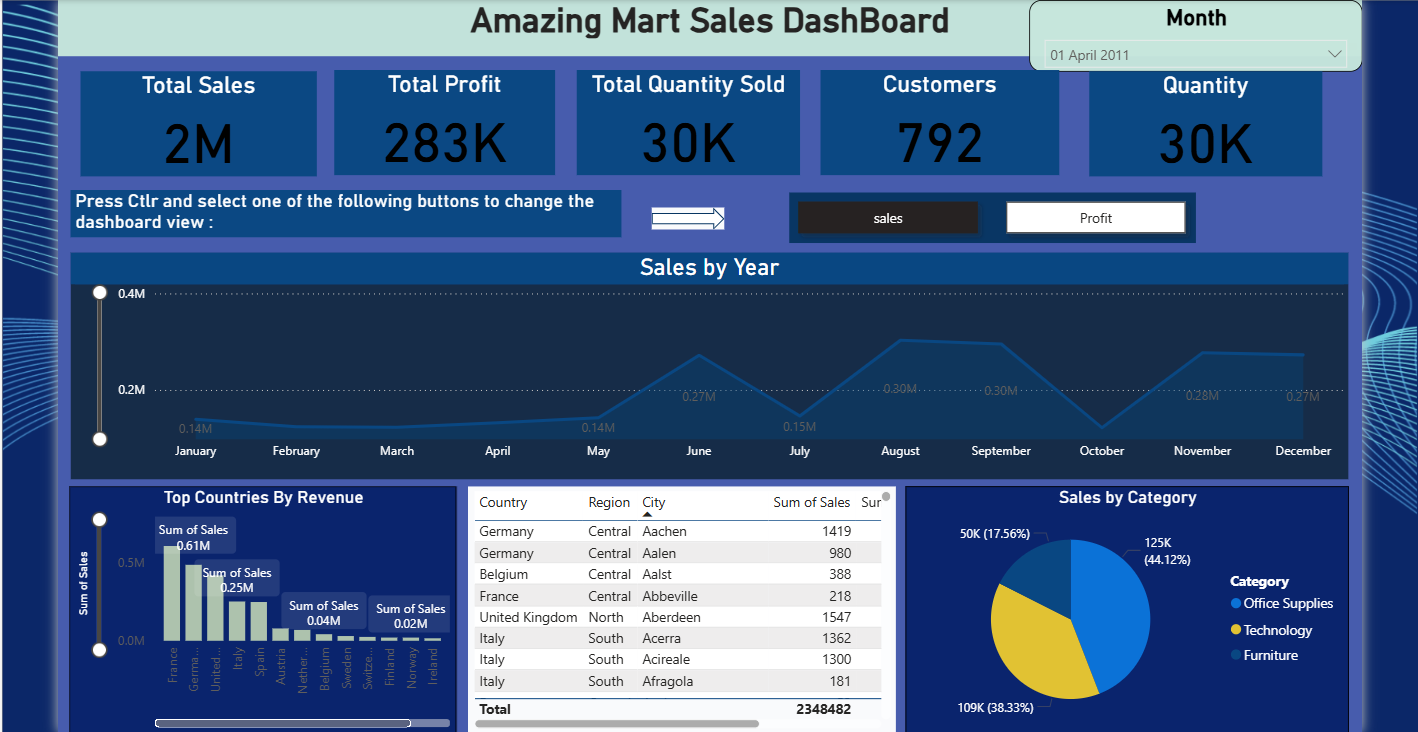 Amazing Mart Sales DashBoard
Month
01 April 2011
Total Sales
2M
Total Profit
283K
Total Quantity Sold
30K
Customers
792
Quantity
30K
Press Ctlr and select one of the following buttons to change the
dashboard view :
sales
Profit
Sales by Year
0.4M
0.2M
0.14M
0.14M
0.27M
0.15M
0.30M
0.30M
0.28M
0.27M
January February March April May June July August September October November December
Top Countries By Revenue
Sum of Sales
0.5M
0.0M
Sum of Sales
0.61M
Sum of Sales
0.25M
Sum of Sales
0.04M
Sum of Sales
0.02M
France Germa... United... Italy Spain Austria Nether... Belgium Sweden Switze... Finland Norway Ireland
Country Region City Sum of Sales Sur
Germany Central Aachen 1419
Germany Central Aalen 980
Belgium Central Aalst 388
France Central Abbeville 218
United Kingdom North Aberdeen 1547
Italy South Acerra 1362
Italy South Acireale 1300
Italy South Afragola 181
Total 2348482
Sales by Category
50K (17.56%)
125K
(44.12%)
109K (38.33%)
Category
Office Supplies
Technology
Furniture